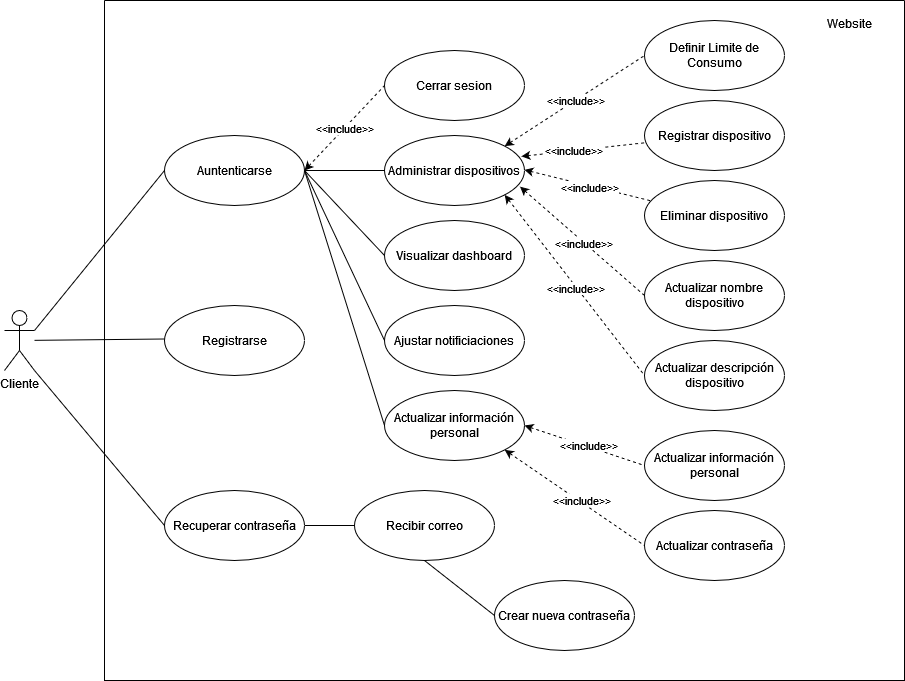 Website
Definir Limite de
Consumo
Cerrar sesion
<<include>>
<<include>>
Registrar dispositivo
<<include>>
Auntenticarse
Administrar dispositivos
<<include>>
Eliminar dispositivo
<<include>>
Visualizar dashboard
Actualizar nombre
dispositivo
<<include>>
Registrarse
Ajustar notificiaciones
Actualizar descripción
dispositivo
Cliente
Actualizar información
personal
<<include>>
Actualizar información
personal
<<include>>
Recuperar contraseña
Recibir correo
Actualizar contraseña
Crear nueva contraseña